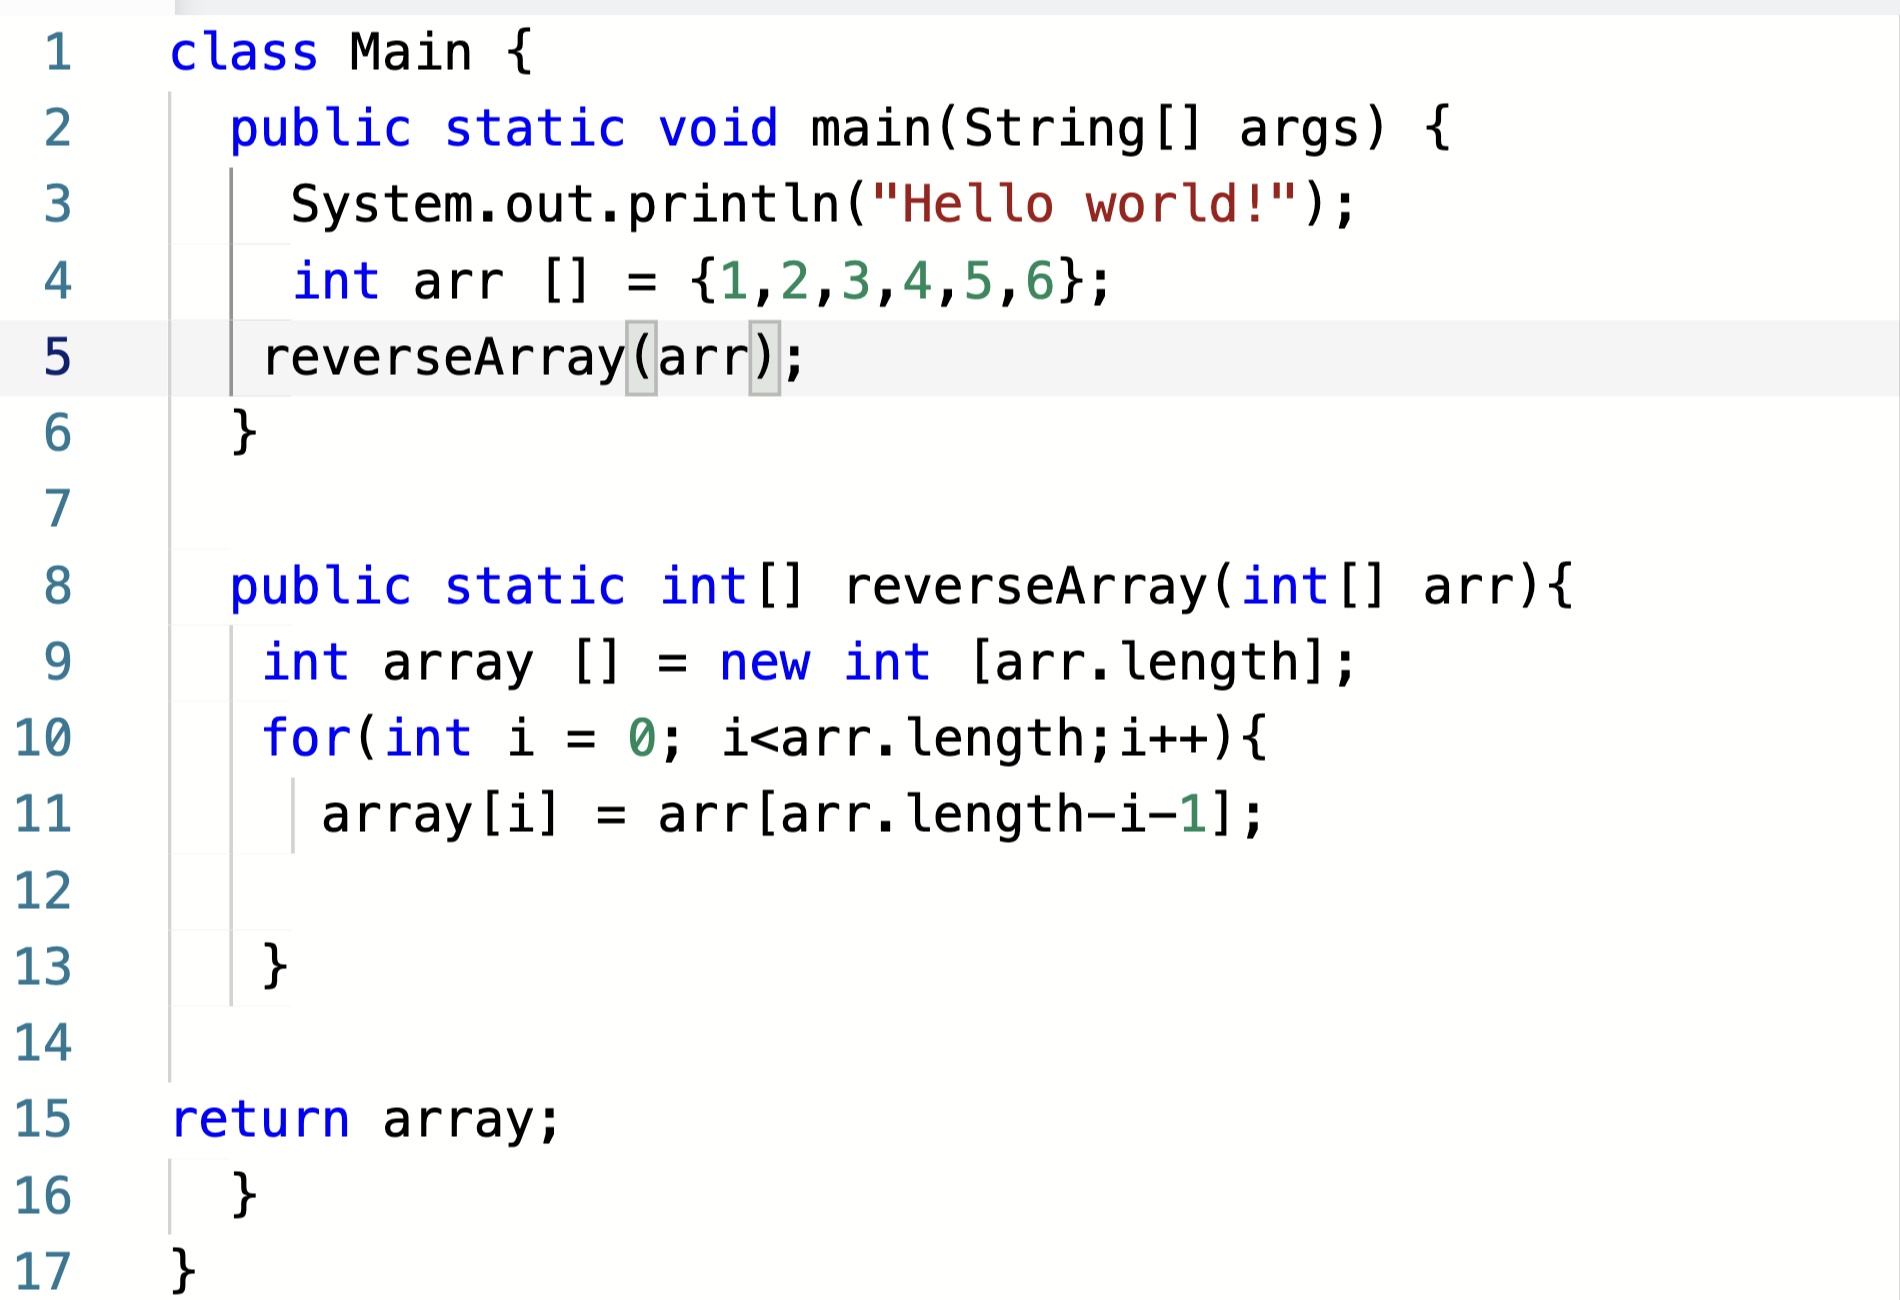 1 class Main {
2 public static void main(String[] args) {
3 System.out.println("Hello world!");
4 int arr [] = {1,2,3,4,5,6};
5 reverseArray(arr);
6 }
7
8 public static int[] reverseArray(int[] arr){
9 int array [] = new int [arr.length];
10 for(int i = 0; i<arr.length;i++){
11 array[i] = arr[arr.length-i-1];
12
13 }
14
15 return array;
16 }
17 }